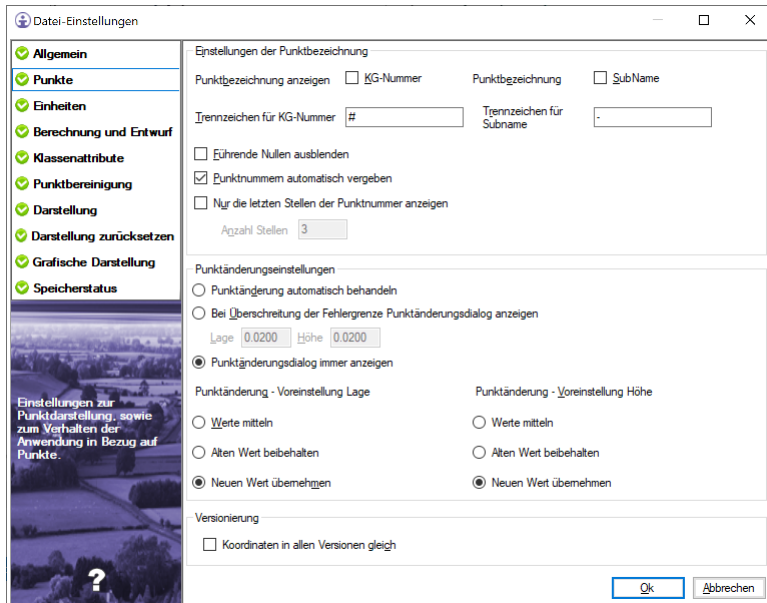 Datei-Einstellungen
Allgemein
Punkte
Einheiten
Berechnung und Entwurf
Klassenattribute
Punktbereinigung
Darstellung
Darstellung zurücksetzen
Grafische Darstellung
Speicherstatus
Einstellungen zur
Punktdarstellung, sowie
zum Verhalten der
Anwendung in Bezug auf
Punkte.
?
Einstellungen der Punktbezeichnung
Punktbezeichnung anzeigen KG-Nummer Punktbezeichnung SubName
Trennzeichen für KG-Nummer # Trennzeichen für
Subname -
Führende Nullen ausblenden
Punktnummern automatisch vergeben
Nur die letzten Stellen der Punktnummer anzeigen
Anzahl Stellen 3
Punktänderungseinstellungen
Punktänderung automatisch behandeln
Bei Überschreitung der Fehlergrenze Punktänderungsdialog anzeigen
Lage 0.0200 Höhe 0.0200
Punktänderungsdialog immer anzeigen
Punktänderung - Voreinstellung Lage Punktänderung - Voreinstellung Höhe
Werte mitteln Werte mitteln
Alten Wert beibehalten Alten Wert beibehalten
Neuen Wert übernehmen Neuen Wert übernehmen
Versionierung
Koordinaten in allen Versionen gleich
Ok Abbrechen